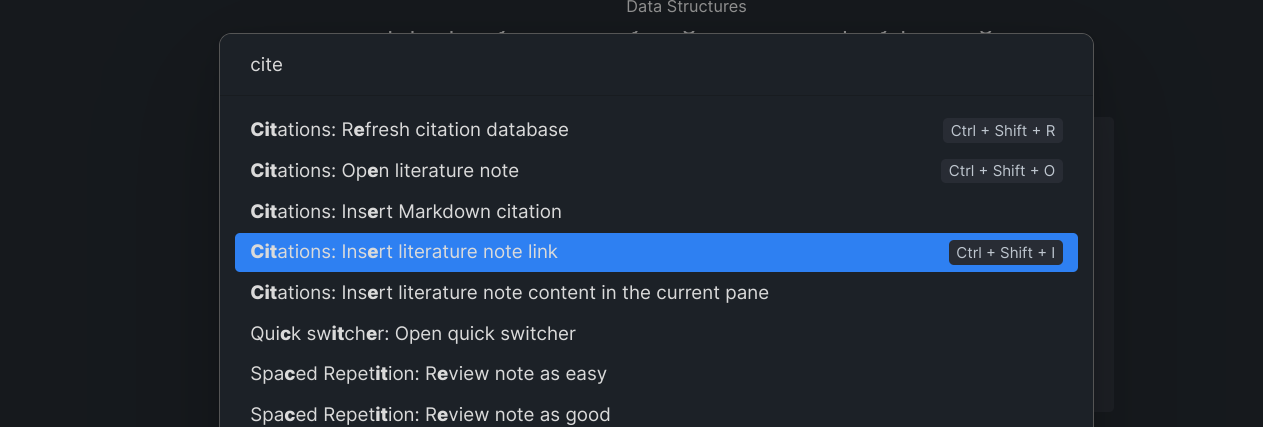 Data Structures
cite
Citations: Refresh citation database Ctrl + Shift + R
Citations: Open literature note Ctrl + Shift + O
Citations: Insert Markdown citation
Citations: Insert literature note link Ctrl + Shift + I
Citations: Insert literature note content in the current pane
Quick switcher: Open quick switcher
Spaced Repetition: Review note as easy
Spaced Repetition: Review note as good